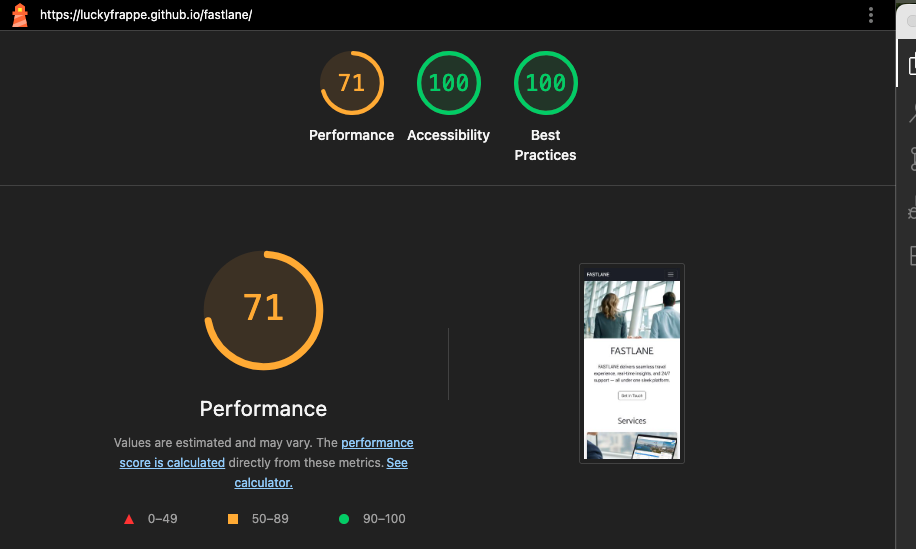 https://luckyfrappe.github.io/fastlane/
71
100
100
Performance
Accessibility
Best
Practices
71
Performance
Values are estimated and may vary. The performance
score is calculated directly from these metrics. See
calculator.
0–49
50–89
90–100
FASTLANE
FASTLANE
FASTLANE delivers seamless travel
experience, real-time insights, and 24/7
support — all under one sleek platform.
Get in Touch
Services